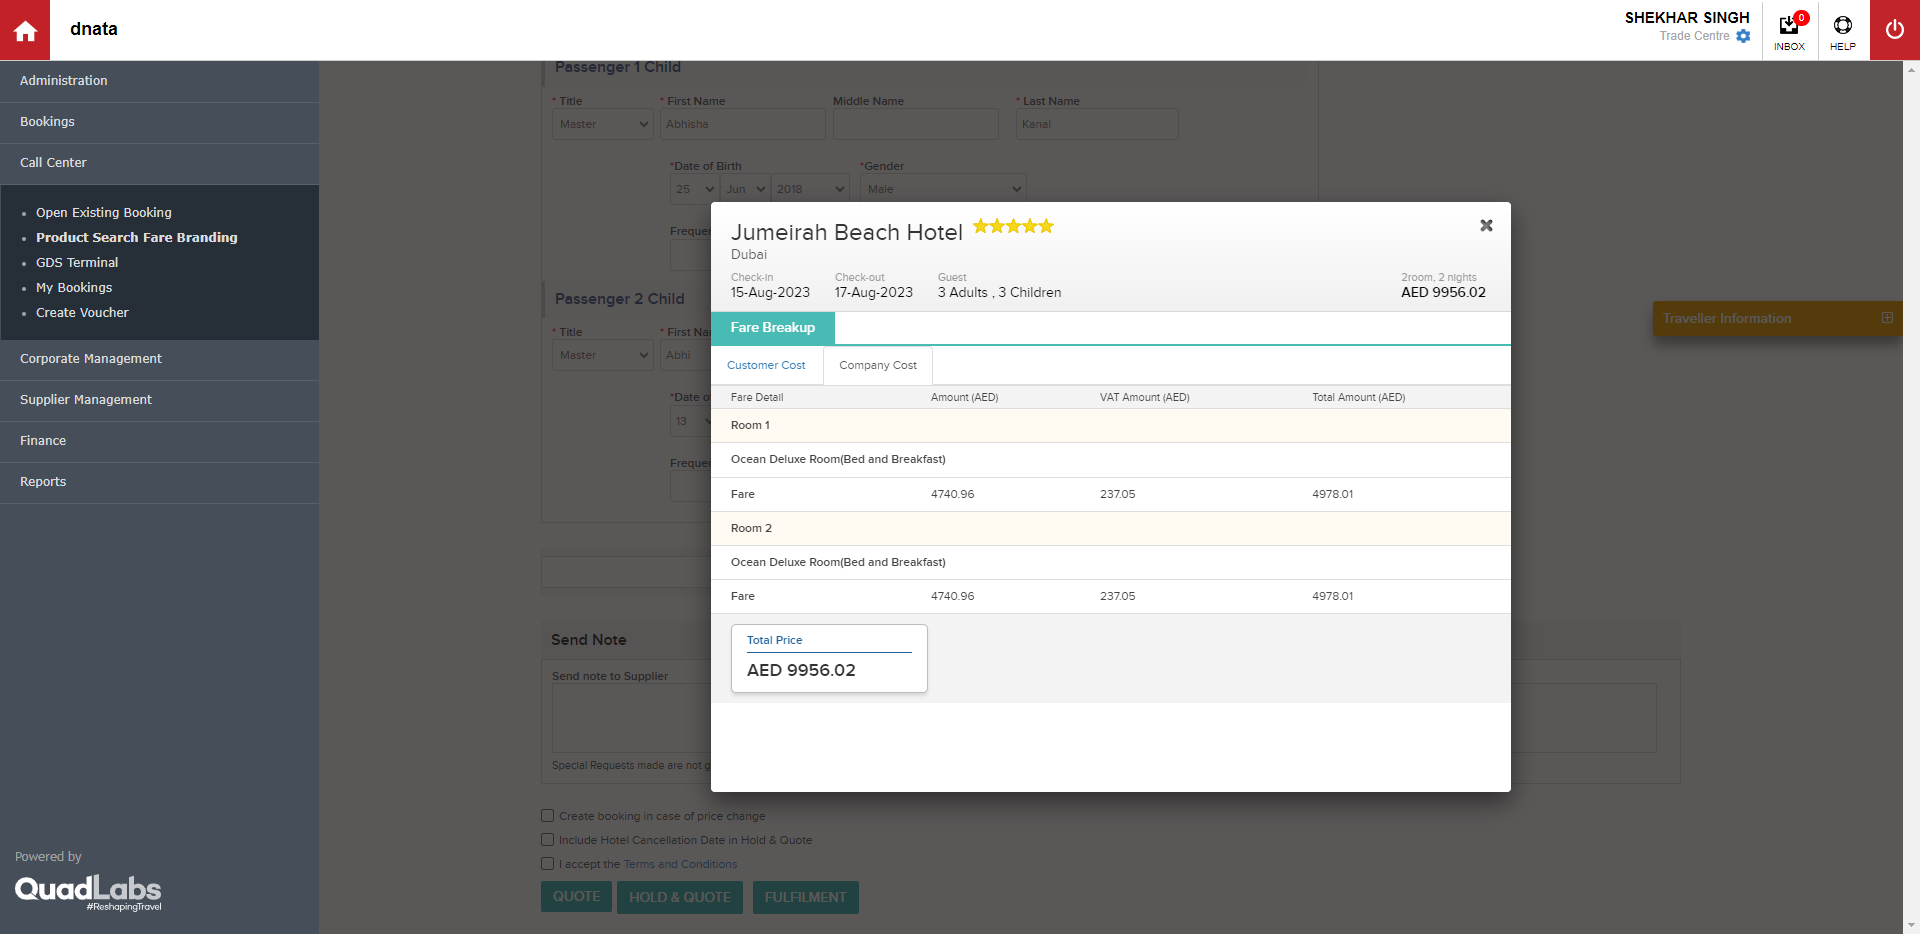 dnata
SHEKHAR SINGH
Trade Centre
0
INBOX
HELP
Administration
Bookings
Call Center
Open Existing Booking
Product Search Fare Branding
GDS Terminal
My Bookings
Create Voucher
Corporate Management
Supplier Management
Finance
Reports
Powered by
QuadLabs
#ReshapingTravel
Passenger 1 Child
* Title * First Name Middle Name * Last Name
Master Abhisha Kanal
*Date of Birth *Gender
25 Jun 2018 Male
Passenger 2 Child
* Title * First
Master Abhi
*Date
13
Send Note
Send note to Supplier
Special Requests made are not
Create booking in case of price change
Include Hotel Cancellation Date in Hold & Quote
I accept the Terms and Conditions
QUOTE HOLD & QUOTE FULFILMENT
Traveller Information
Jumeirah Beach Hotel
Dubai
Check-in Check-out Guest 2room, 2 nights
15-Aug-2023 17-Aug-2023 3 Adults , 3 Children AED 9956.02
Fare Breakup
Customer Cost Company Cost
Fare Detail Amount (AED) VAT Amount (AED) Total Amount (AED)
Room 1
Ocean Deluxe Room(Bed and Breakfast)
Fare 4740.96 237.05 4978.01
Room 2
Ocean Deluxe Room(Bed and Breakfast)
Fare 4740.96 237.05 4978.01
Total Price
AED 9956.02